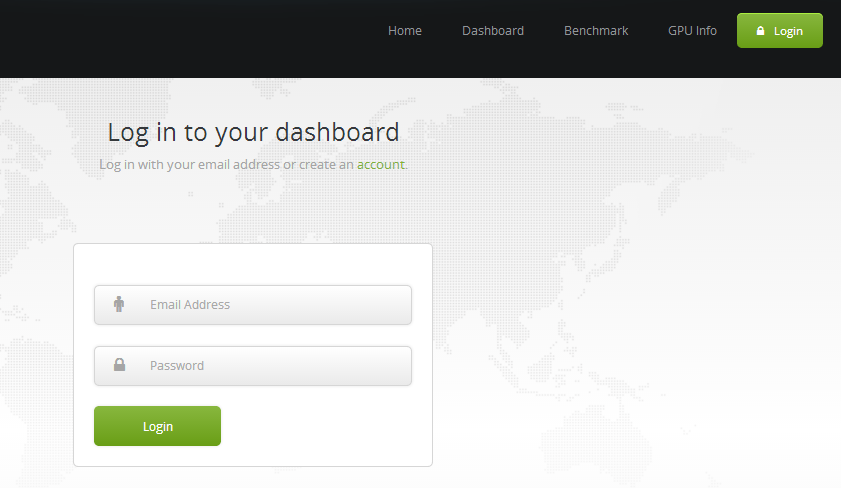 Home Dashboard Benchmark GPU Info Login
Log in to your dashboard
Log in with your email address or create an account.
Email Address
Password
Login